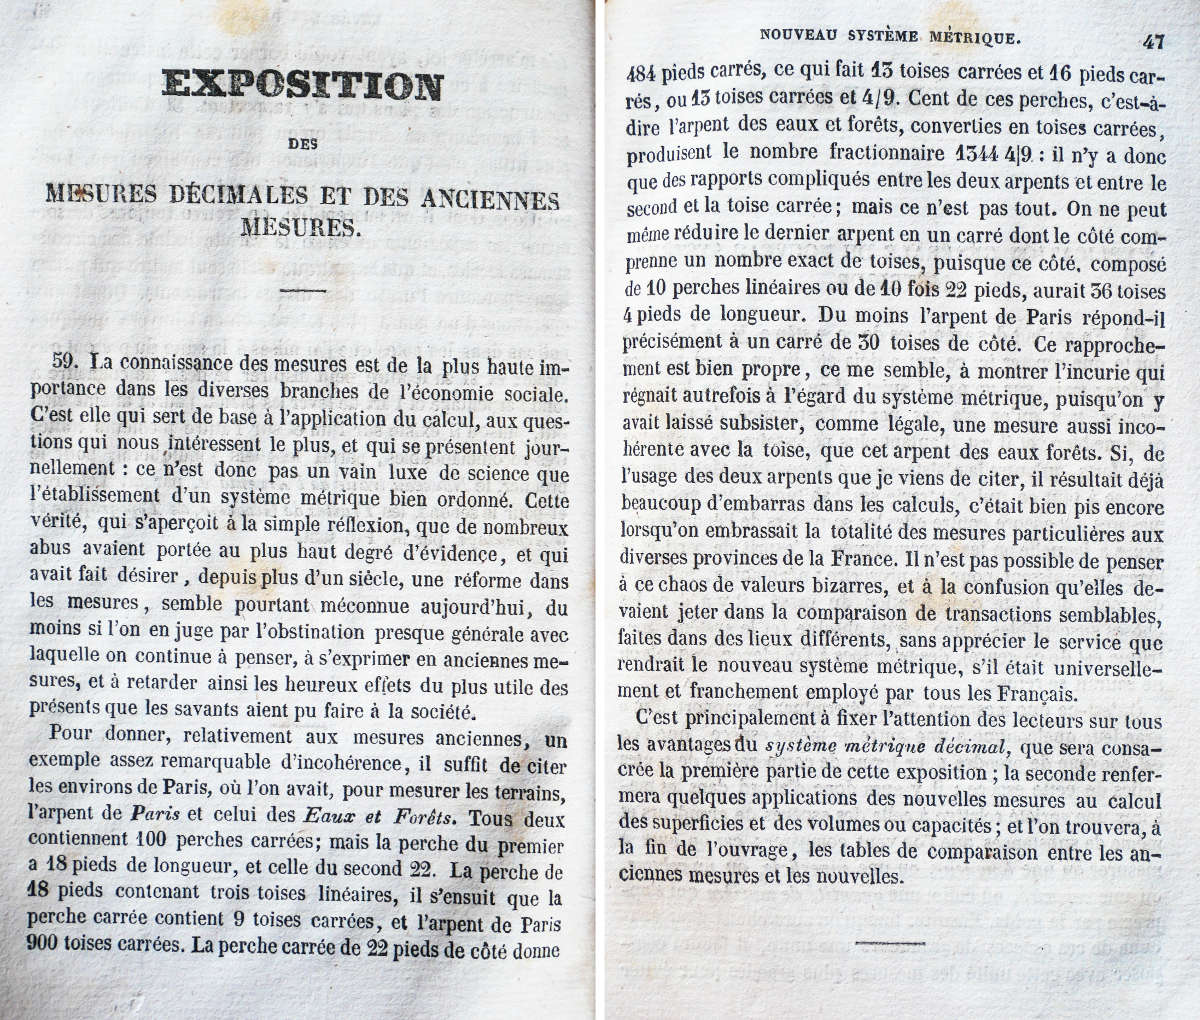 EXPOSITION
DES
MESURES DÉCIMALES ET DES ANCIENNES
MESURES.
59. La connaissance des mesures est de la plus haute im-
portance dans les diverses branches de l'économie sociale.
C'est elle qui sert de base à l'application du calcul, aux ques-
tions qui nous intéressent le plus, et qui se présentent jour-
nellement : ce n'est donc pas un vain luxe de science que
l'établissement d'un système métrique bien ordonné. Cette
vérité, qui s'aperçoit à la simple réflexion, que de nombreux
abus avaient portée au plus haut degré d'évidence, et qui
avait fait désirer, depuis plus d'un siècle, une réforme dans
les mesures, semble pourtant méconnue aujourd'hui, du
moins si l'on en juge par l'obstination presque générale avec
laquelle on continue à penser, à s'exprimer en anciennes me-
sures, et à retarder ainsi les heureux effets du plus utile des
présents que les savants aient pu faire à la société.
Pour donner, relativement aux mesures anciennes, un
exemple assez remarquable d'incohérence, il suffit de citer
les environs de Paris, où l'on avait, pour mesurer les terrains,
l'arpent de Paris et celui des Eaux et Forêts. Tous deux
contiennent 100 perches carrées; mais la perche du premier
a 18 pieds de longueur, et celle du second 22. La perche de
18 pieds contenant trois toises linéaires, il s'ensuit que la
perche carrée contient 9 toises carrées, et l'arpent de Paris
900 toises carrées. La perche carrée de 22 pieds de côté donne
NOUVEAU SYSTÈME MÉTRIQUE. 47
484 pieds carrés, ce qui fait 13 toises carrées et 16 pieds car-
rés, ou 13 toises carrées et 4/9. Cent de ces perches, c'est-à-
dire l'arpent des eaux et forêts, converties en toises carrées,
produisent le nombre fractionnaire 1344 4|9 : il n'y a donc
que des rapports compliqués entre les deux arpents et entre le
second et la toise carrée; mais ce n'est pas tout. On ne peut
même réduire le dernier arpent en un carré dont le côté com-
prenne un nombre exact de toises, puisque ce côté, composé
de 10 perches linéaires ou de 10 fois 22 pieds, aurait 36 toises
4 pieds de longueur. Du moins l'arpent de Paris répond-il
précisément à un carré de 30 toises de côté. Ce rapproche-
ment est bien propre, ce me semble, à montrer l'incurie qui
régnait autrefois à l'égard du système métrique, puisqu'on y
avait laissé subsister, comme légale, une mesure aussi inco-
hérente avec la toise, que cet arpent des eaux forêts. Si, de
l'usage des deux arpents que je viens de citer, il résultait déjà
beaucoup d'embarras dans les calculs, c'était bien pis encore
lorsqu'on embrassait la totalité des mesures particulières aux
diverses provinces de la France. Il n'est pas possible de penser
à ce chaos de valeurs bizarres, et à la confusion qu'elles de-
vaient jeter dans la comparaison de transactions semblables,
faites dans des lieux différents, sans apprécier le service que
rendrait le nouveau système métrique, s'il était universelle-
ment et franchement employé par tous les Français.
C'est principalement à fixer l'attention des lecteurs sur tous
les avantages du système métrique décimal, que sera consa-
crée la première partie de cette exposition ; la seconde renfer-
mera quelques applications des nouvelles mesures au calcul
des superficies et des volumes ou capacités ; et l'on trouvera, à
la fin de l'ouvrage, les tables de comparaison entre les an-
ciennes mesures et les nouvelles.